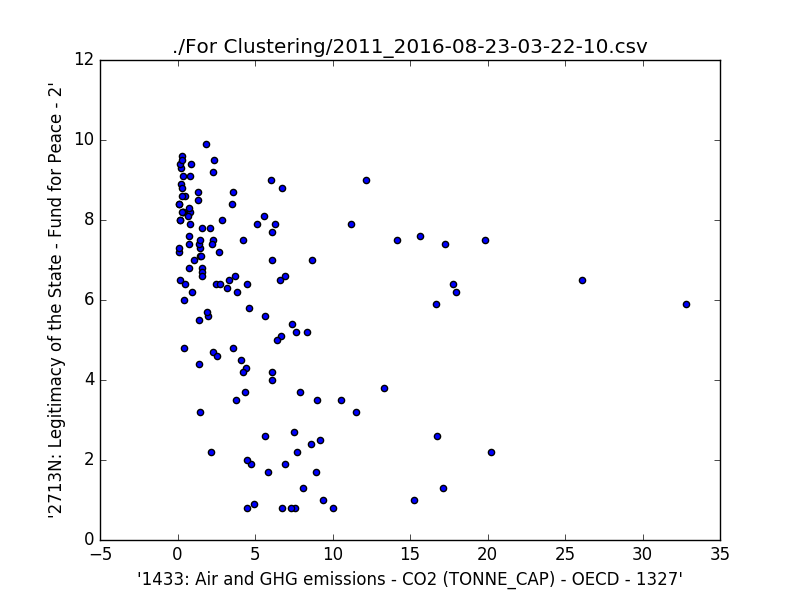 ./For Clustering/2011_2016-08-23-03-22-10.csv
12
10
8
6
4
2
0
'2713N: Legitimacy of the State - Fund for Peace - 2'
−5 0 5 10 15 20 25 30 35
'1433: Air and GHG emissions - CO2 (TONNE_CAP) - OECD - 1327'